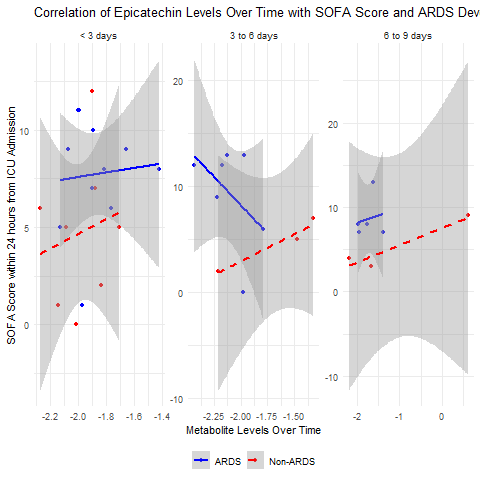 Correlation of Epicatechin Levels Over Time with SOFA Score and ARDS Dev
< 3 days
3 to 6 days
6 to 9 days
SOFA Score within 24 hours from ICU Admission
10
5
0
20
10
0
-10
20
10
0
-10
-2.2 -2.0 -1.8 -1.6 -1.4
-2.25 -2.00 -1.75 -1.50
-2 -1 0
Metabolite Levels Over Time
ARDS Non-ARDS